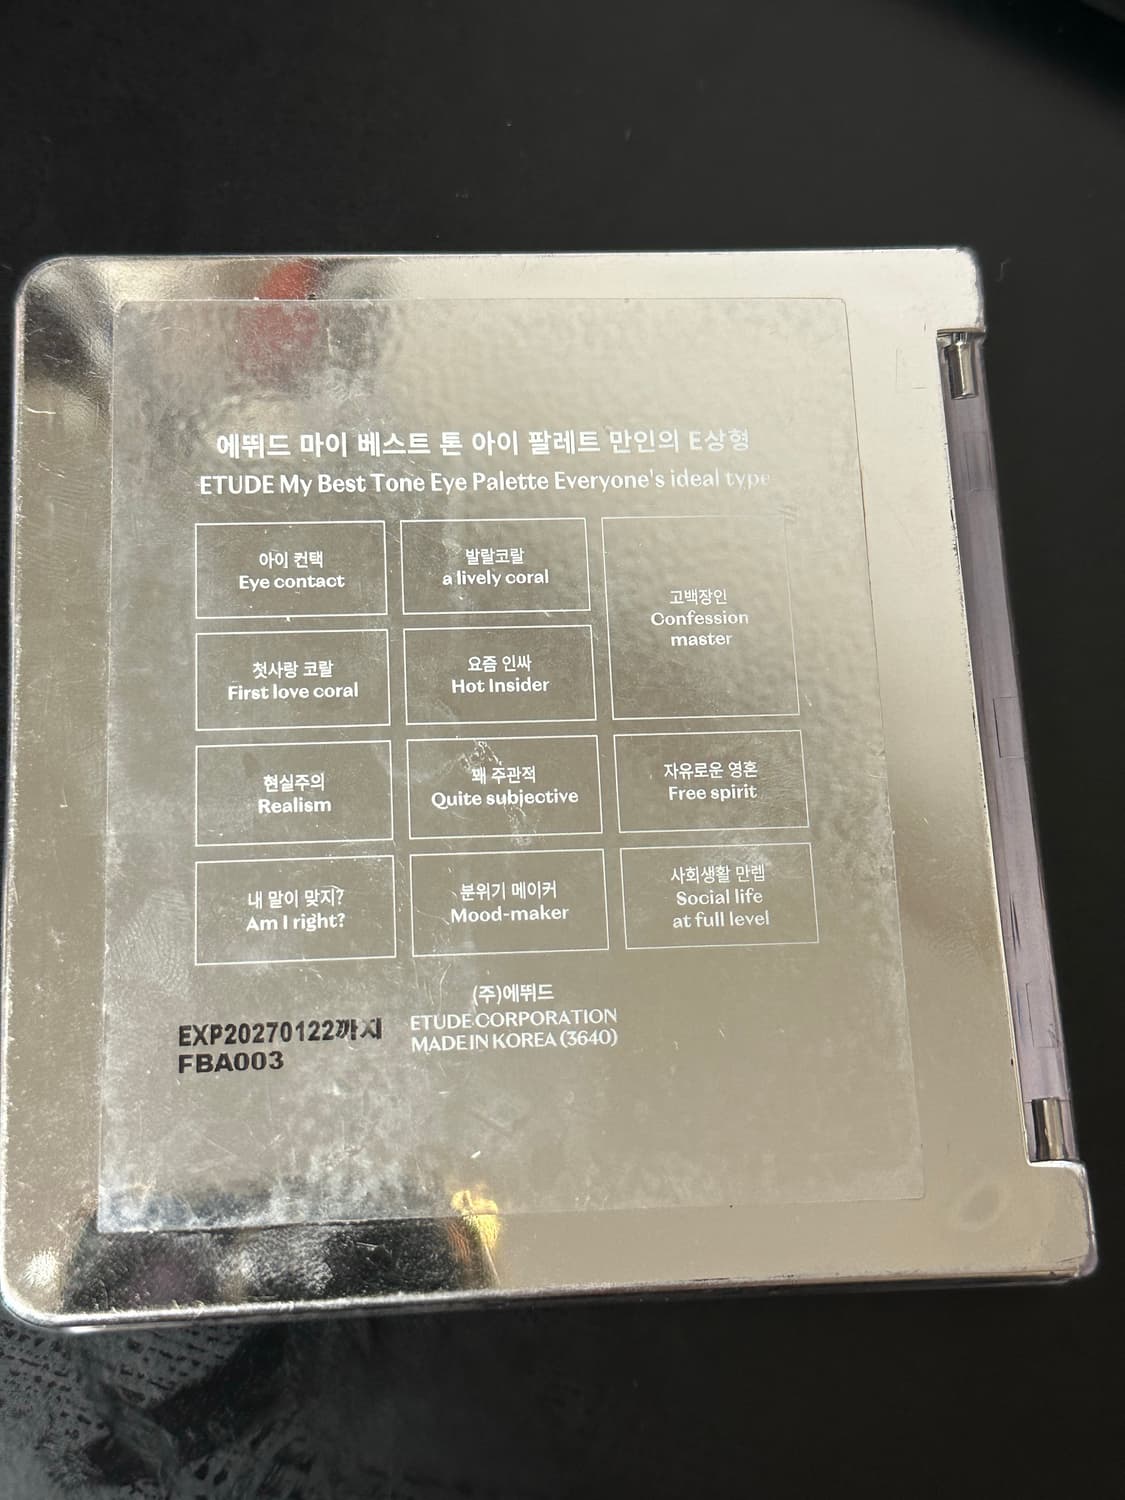 에뛰드 마이 베스트 톤 아이 팔레트 만인의 E상형
ETUDE My Best Tone Eye Palette Everyone's ideal type
아이 컨택
Eye contact
발랄코랄
a lively coral
고백장인
Confession
master
첫사랑 코랄
First love coral
요즘 인싸
Hot Insider
현실주의
Realism
꽤 주관적
Quite subjective
자유로운 영혼
Free spirit
내 말이 맞지?
Am I right?
분위기 메이커
Mood-maker
사회생활 만렙
Social life
at full level
(주)에뛰드
ETUDE CORPORATION
MADE IN KOREA (3640)
EXP20270122까지
FBA003